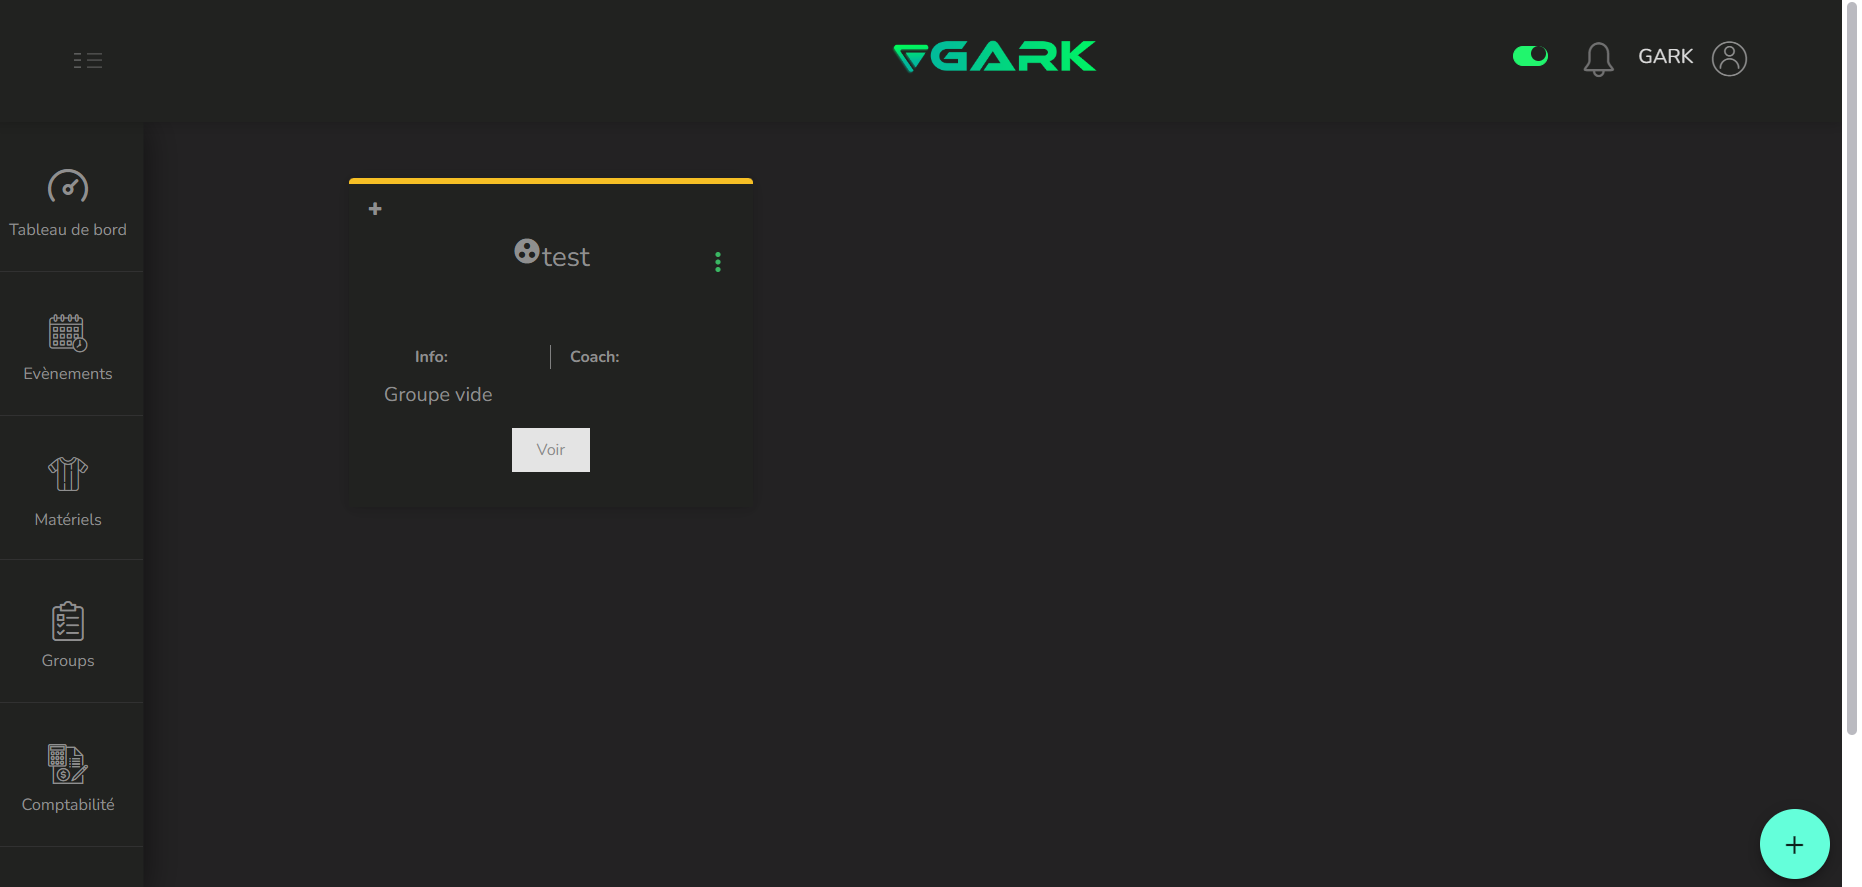 GARK
GARK
Tableau de bord
Evènements
Matériels
Groups
Comptabilité
test
Info:
Coach:
Groupe vide
Voir